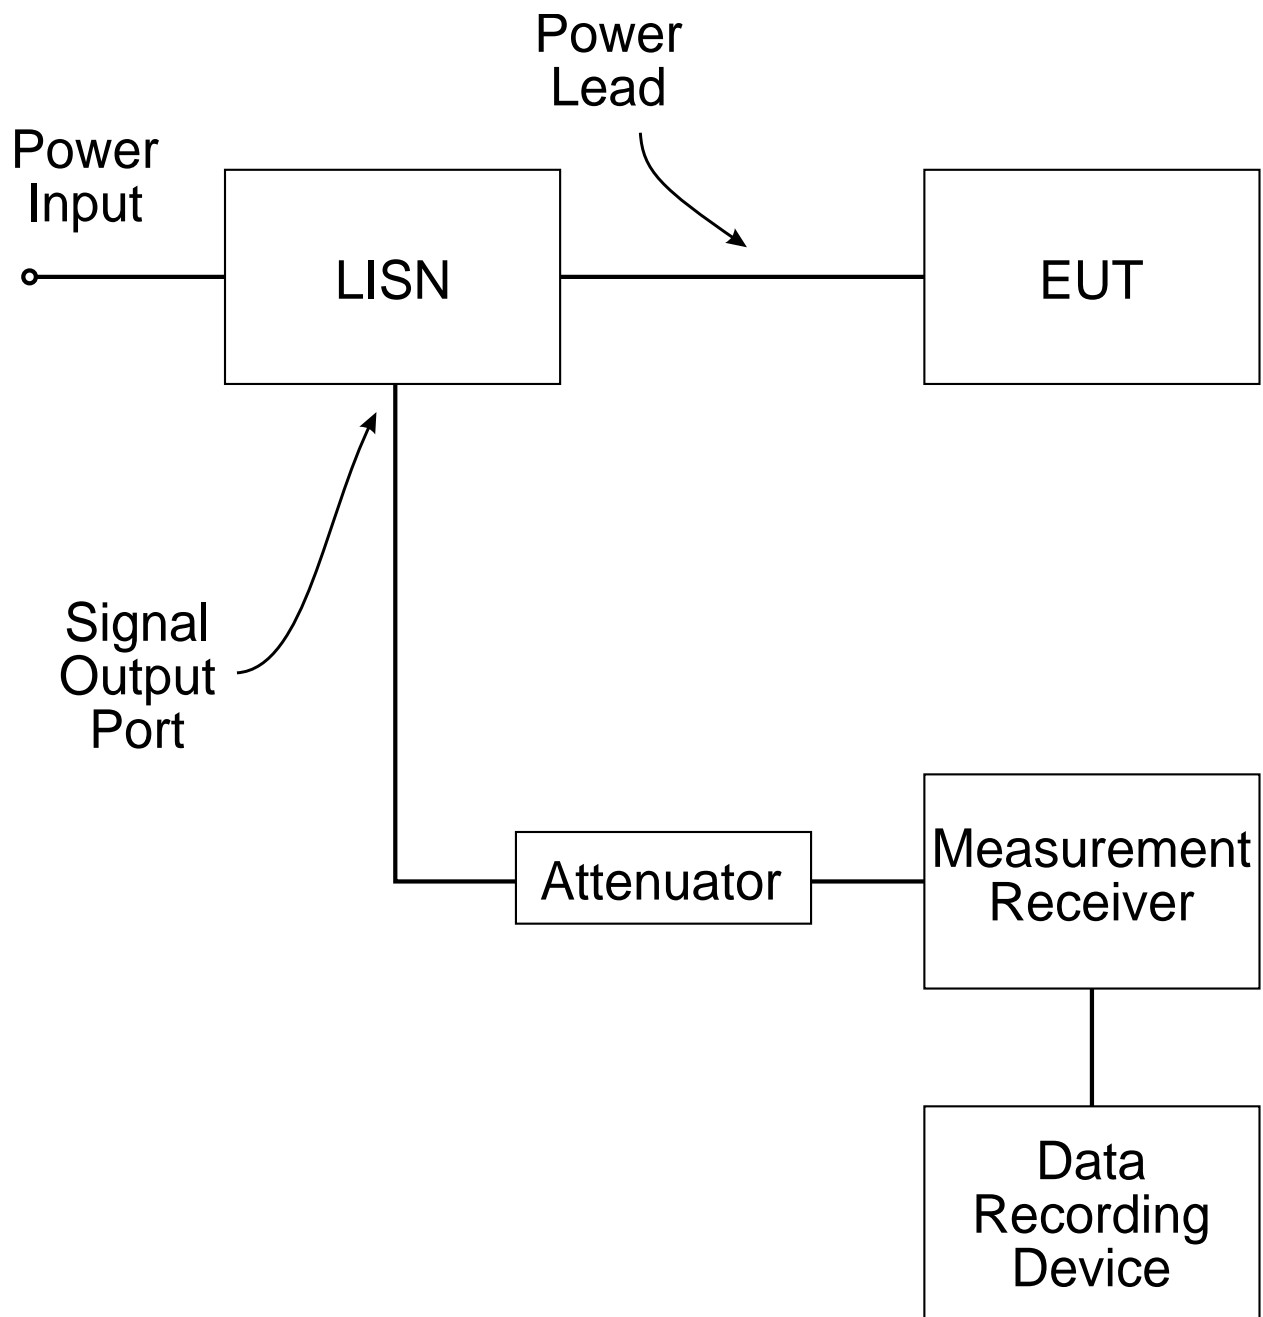 Power
Lead
Power
Input
LISN
EUT
Signal
Output
Port
Attenuator
Measurement
Receiver
Data
Recording
Device